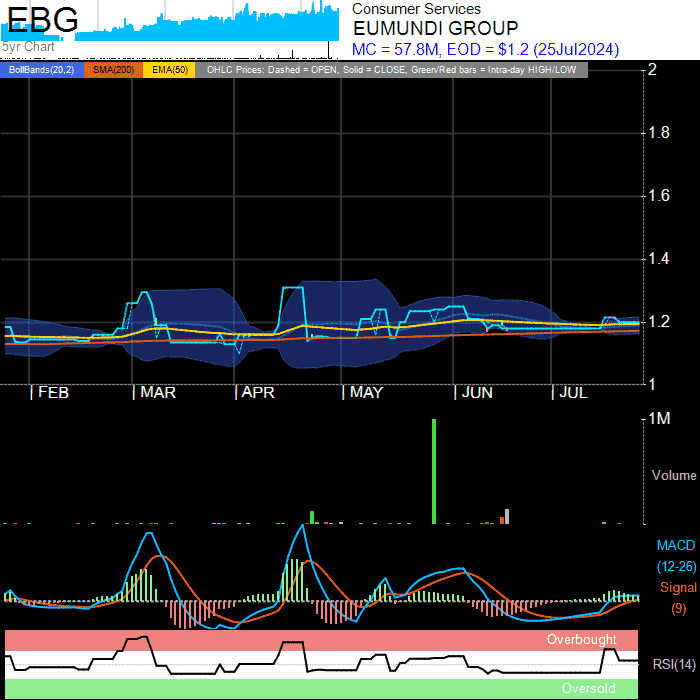 EBG
5yr Chart
Consumer Services
EUMUNDI GROUP
MC = 57.8M, EOD = $1.2 (25Jul2024)
BollBands(20,2) SMA(200) EMA(50) OHLC Prices: Dashed = OPEN, Solid = CLOSE, Green/Red bars = Intra-day HIGH/LOW
2
1.8
1.6
1.4
1.2
1
FEB MAR APR MAY JUN JUL
1M
Volume
MACD
(12-26)
Signal
(9)
Overbought
RSI(14)
Oversold